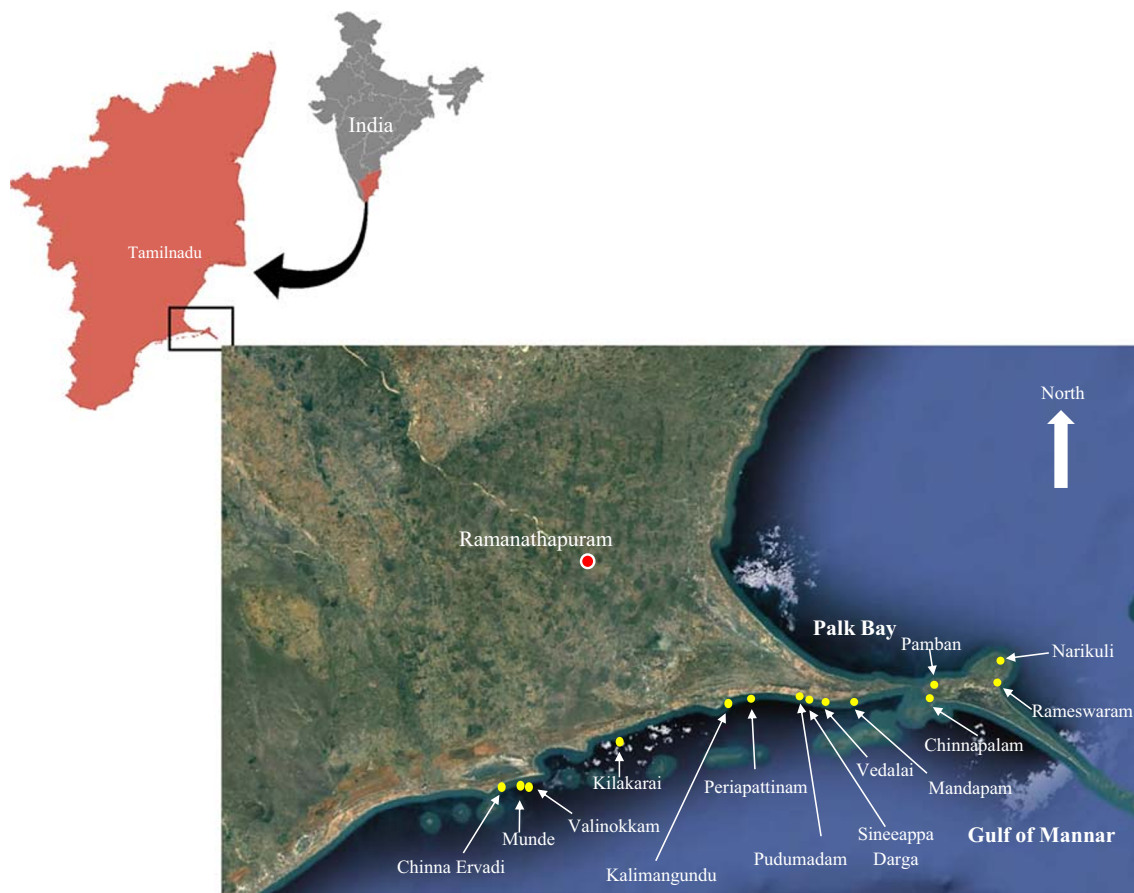 India
Tamilnadu
North
Ramanathapuram
Palk Bay
Pamban
Narikuli
Rameswaram
Chinnapalam
Vedalai
Mandapam
Kilakarai
Periapattinam
Valinokkam
Munde
Sineeappa
Darga
Gulf of Mannar
Chinna Ervadi
Kalimangundu
Pudumadam